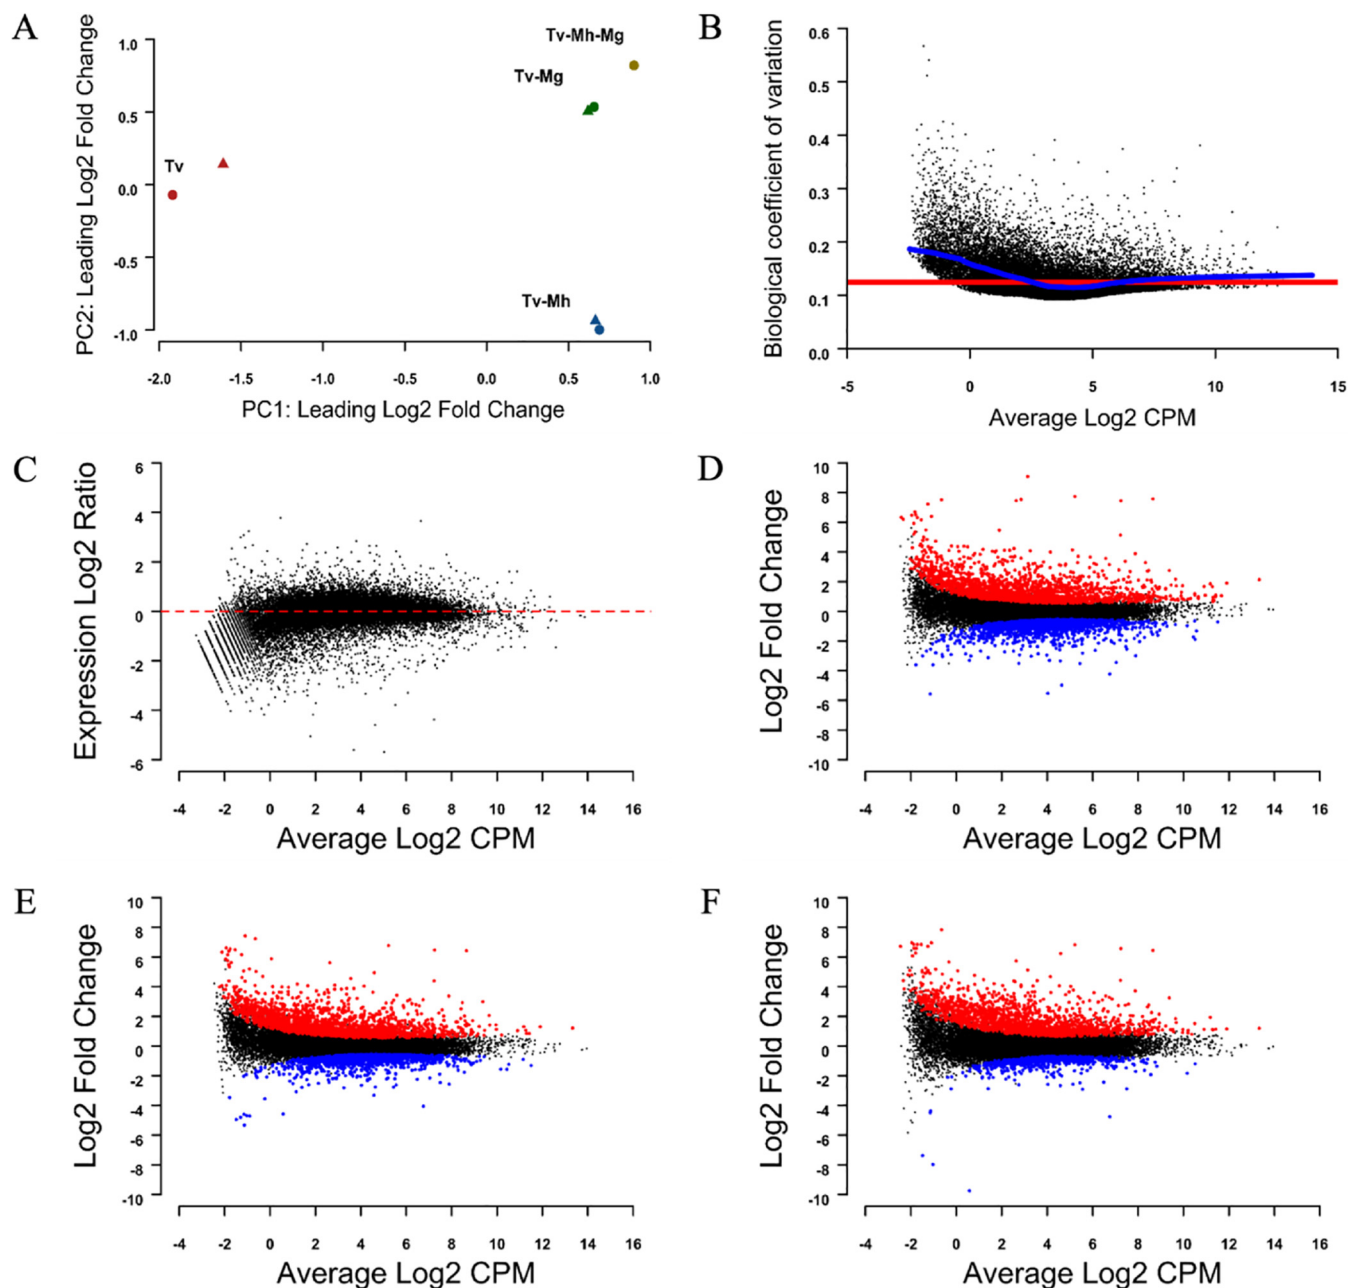 A
PC2: Leading Log2 Fold Change
1.0
0.5
0.0
-0.5
-1.0
Tv-Mh-Mg
Tv-Mg
Tv
Tv-Mh
-2.0 -1.5 -1.0 -0.5 0.0 0.5 1.0
PC1: Leading Log2 Fold Change
B
Biological coefficient of variation
0.6
0.5
0.4
0.3
0.2
0.1
0.0
-5 0 5 10 15
Average Log2 CPM
C
Expression Log2 Ratio
6
4
2
0
-2
-4
-6
-4 -2 0 2 4 6 8 10 12 14 16
Average Log2 CPM
D
Log2 Fold Change
10
8
6
4
2
0
-2
-4
-6
-8
-10
-4 -2 0 2 4 6 8 10 12 14 16
Average Log2 CPM
E
Log2 Fold Change
10
8
6
4
2
0
-2
-4
-6
-8
-10
-4 -2 0 2 4 6 8 10 12 14 16
Average Log2 CPM
F
Log2 Fold Change
10
8
6
4
2
0
-2
-4
-6
-8
-10
-4 -2 0 2 4 6 8 10 12 14 16
Average Log2 CPM